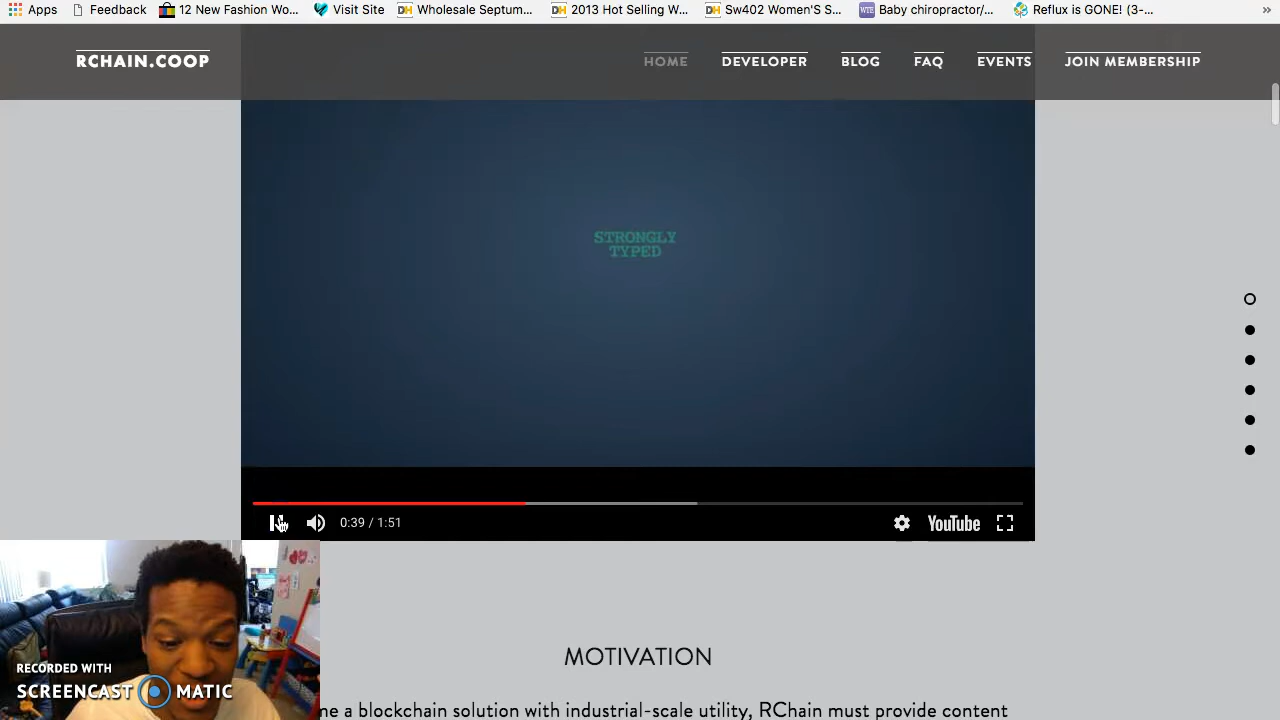 Apps Feedback 12 New Fashion Wo... Visit Site Wholesale Septum... 2013 Hot Selling W... Sw402 Women'S S... Baby chiropractor/... Reflux is GONE! (3-... »
RCHAIN.COOP HOME DEVELOPER BLOG FAQ EVENTS JOIN MEMBERSHIP
STRONGLY
TYPED
0:39 / 1:51 YouTube
MOTIVATION
RECORDED WITH
SCREENCAST MATIC
ne a blockchain solution with industrial-scale utility, RChain must provide content